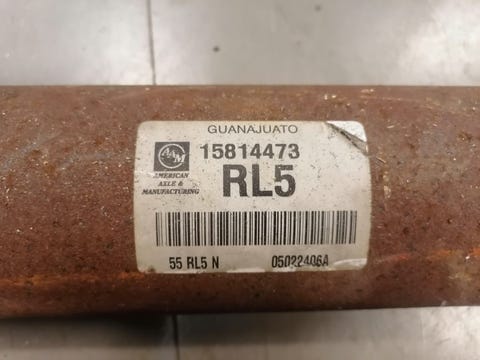 GUANAJUATO
AAM
15814473
AMERICAN
AXLE &
MANUFACTURING
RL5
55 RL5 N 05022406A